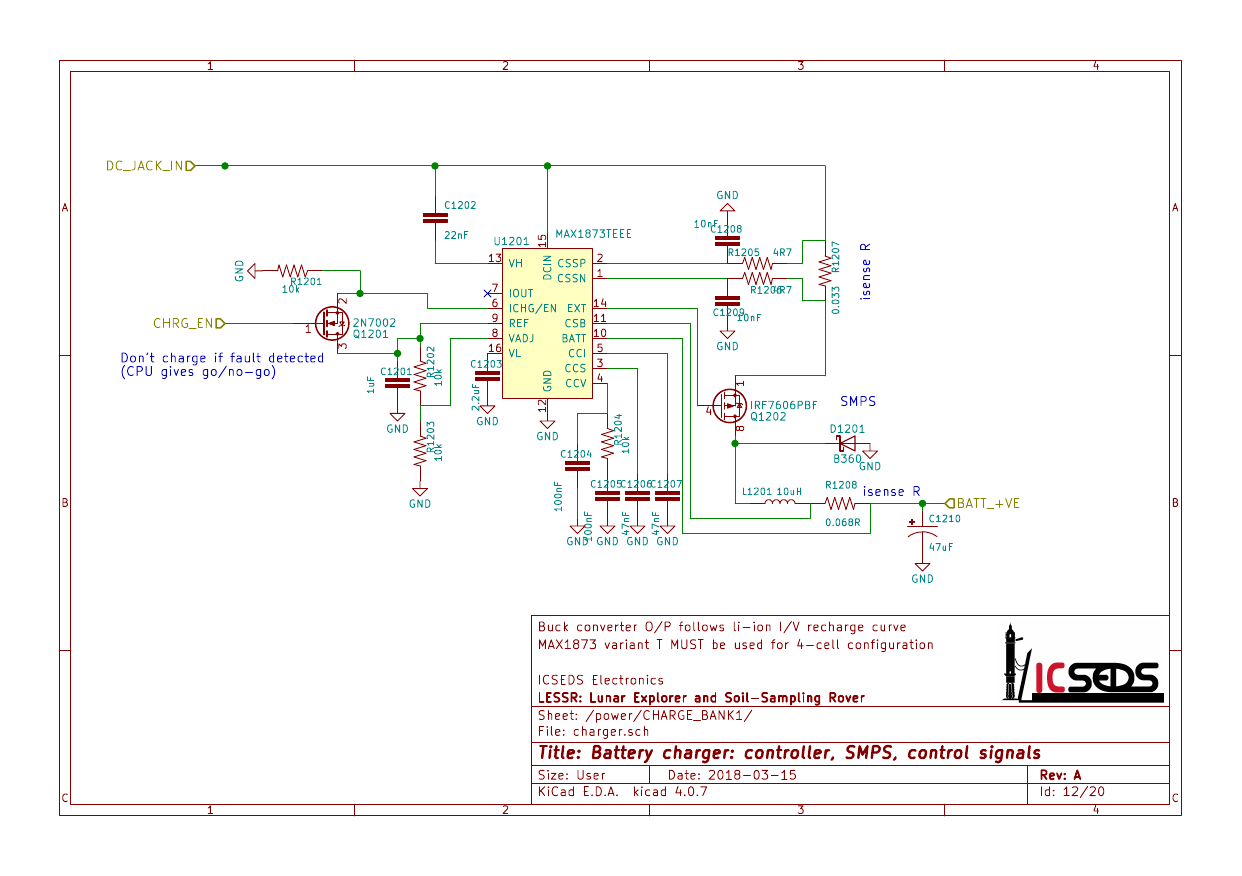 1 2 3 4
DC_JACK_IN
GND
A
A
C1202
22nF
10nF
C1208
U1201
MAX1873TEEE
15
R1205 4R7
R1207
isense R
0.033
13 VH
DCIN
CSSP 2
CSSN 1
GND
R1201
10k
7 IOUT
6 ICHG/EN
EXT 14
C1209
10nF
2
CHRG_EN
1
2N7002
Q1201
3
9 REF
CSB 11
8 VADJ
BATT 10
GND
16 VL
CCI 5
CCS 3
CCV 4
GND
12
Don't charge if fault detected
(CPU gives go/no-go)
C1201
1uF
R1202
10k
C1203
2.2uF
GND
GND
GND
1
4
IRF7606PBF
Q1202
8
SMPS
R1203
10k
GND
R1204
10k
D1201
B360
GND
C1204
100nF
C1205
100nF
C1206
47nF
C1207
47nF
GND
GND
GND
GND
L1201 10uH
R1208
isense R
0.068R
BATT_+VE
+
C1210
47uF
GND
B
B
Buck converter O/P follows li-ion I/V recharge curve
MAX1873 variant T MUST be used for 4-cell configuration
ICSEDS
ICSEDS Electronics
LESSR: Lunar Explorer and Soil-Sampling Rover
Sheet: /power/CHARGE_BANK1/
File: charger.sch
Title: Battery charger: controller, SMPS, control signals
Size: User
Date: 2018-03-15
Rev: A
KiCad E.D.A. kicad 4.0.7
Id: 12/20
C
C
1 2 3 4